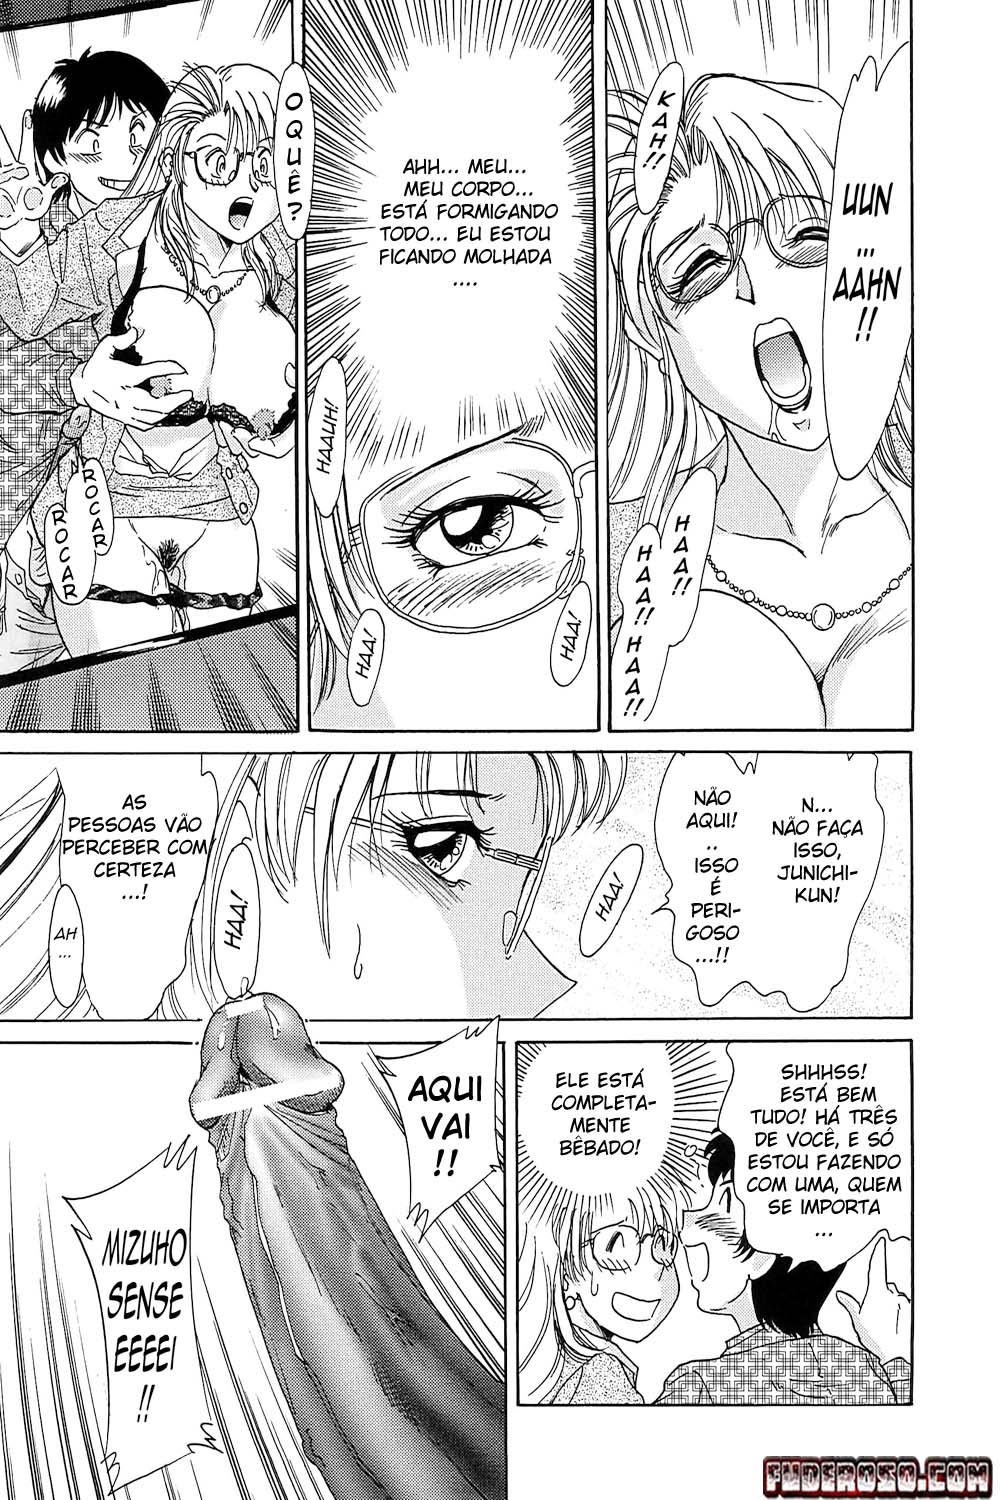 UUN
...
AAHN
!!
KAH!!
HAA!!
HAA!!
HAA!!
AHH... MEU...
MEU CORPO...
ESTÁ FORMIGANDO
TODO... EU ESTOU
FICANDO MOLHADA
....
HAAUH!
HAA!
HAA!
O QUÊ?
ROCAR
ROCAR
N...
NÃO FAÇA
ISSO,
JUNICHI-
KUN!
NÃO
AQUI!
..
ISSO
É
PERI-
GOSO
...!!
HAA!
HAA!
AS
PESSOAS VÃO
PERCEBER COM
CERTEZA
...!
AH
...
SHHHSS!
ESTÁ BEM
TUDO! HÁ TRÊS
DE VOCÊ, E SÓ
ESTOU FAZENDO
COM UMA, QUEM
SE IMPORTA
...
ELE ESTÁ
COMPLETA-
MENTE
BÊBADO!
AQUI
VAI
!!
MIZUHO
SENSE
EEEEI
!!
FUDEROSO.COM